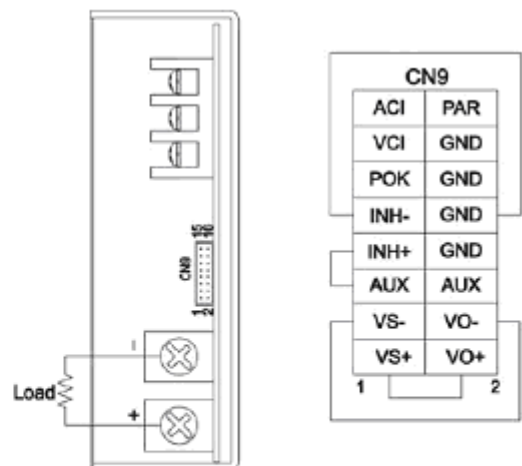 15 16
CN9
1 2
-
Load
+
CN9
ACI PAR
VCI GND
POK GND
INH- GND
INH+ GND
AUX AUX
VS- VO-
VS+ VO+
1 2